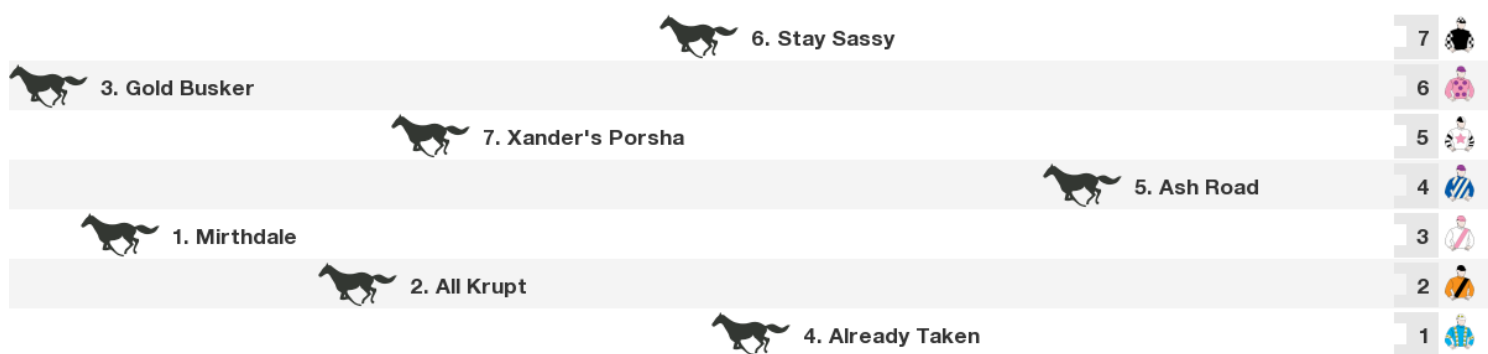 6. Stay Sassy 7
3. Gold Busker 6
7. Xander's Porsha 5
5. Ash Road 4
1. Mirthdale 3
2. All Krupt 2
4. Already Taken 1